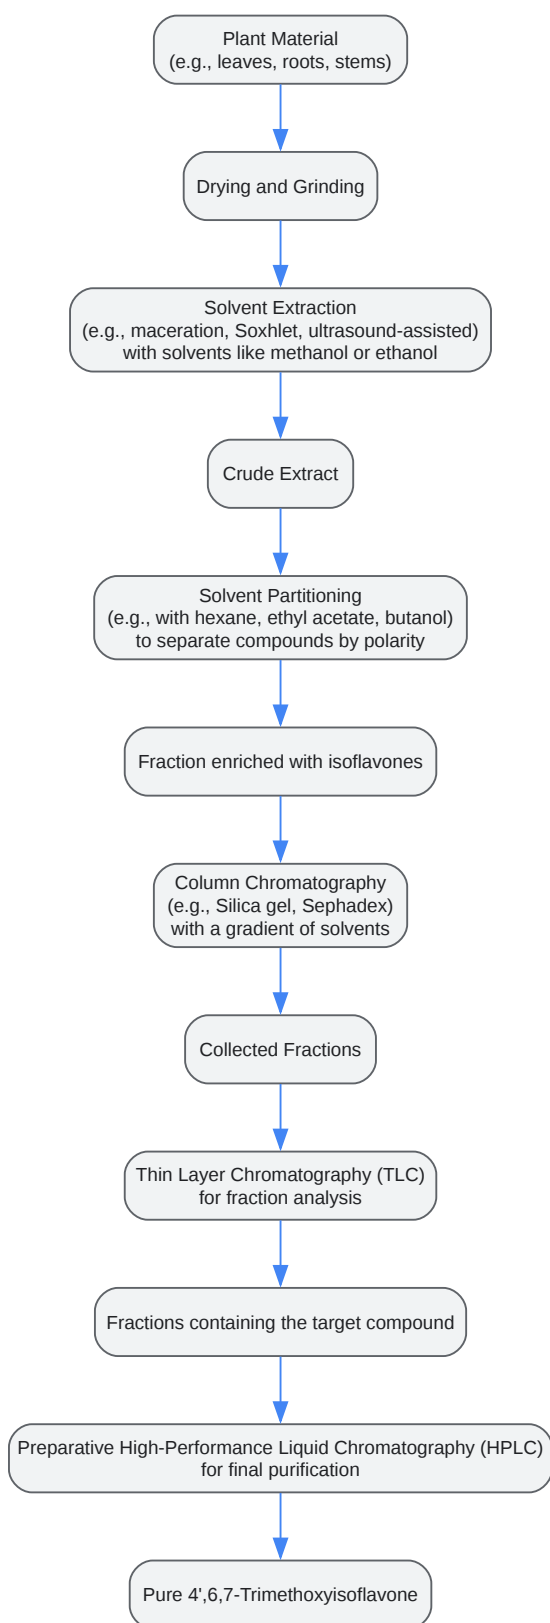 Plant Material
(e.g., leaves, roots, stems)
Drying and Grinding
Solvent Extraction
(e.g., maceration, Soxhlet, ultrasound-assisted)
with solvents like methanol or ethanol
Crude Extract
Solvent Partitioning
(e.g., with hexane, ethyl acetate, butanol)
to separate compounds by polarity
Fraction enriched with isoflavones
Column Chromatography
(e.g., Silica gel, Sephadex)
with a gradient of solvents
Collected Fractions
Thin Layer Chromatography (TLC)
for fraction analysis
Fractions containing the target compound
Preparative High-Performance Liquid Chromatography (HPLC)
for final purification
Pure 4',6,7-Trimethoxyisoflavone